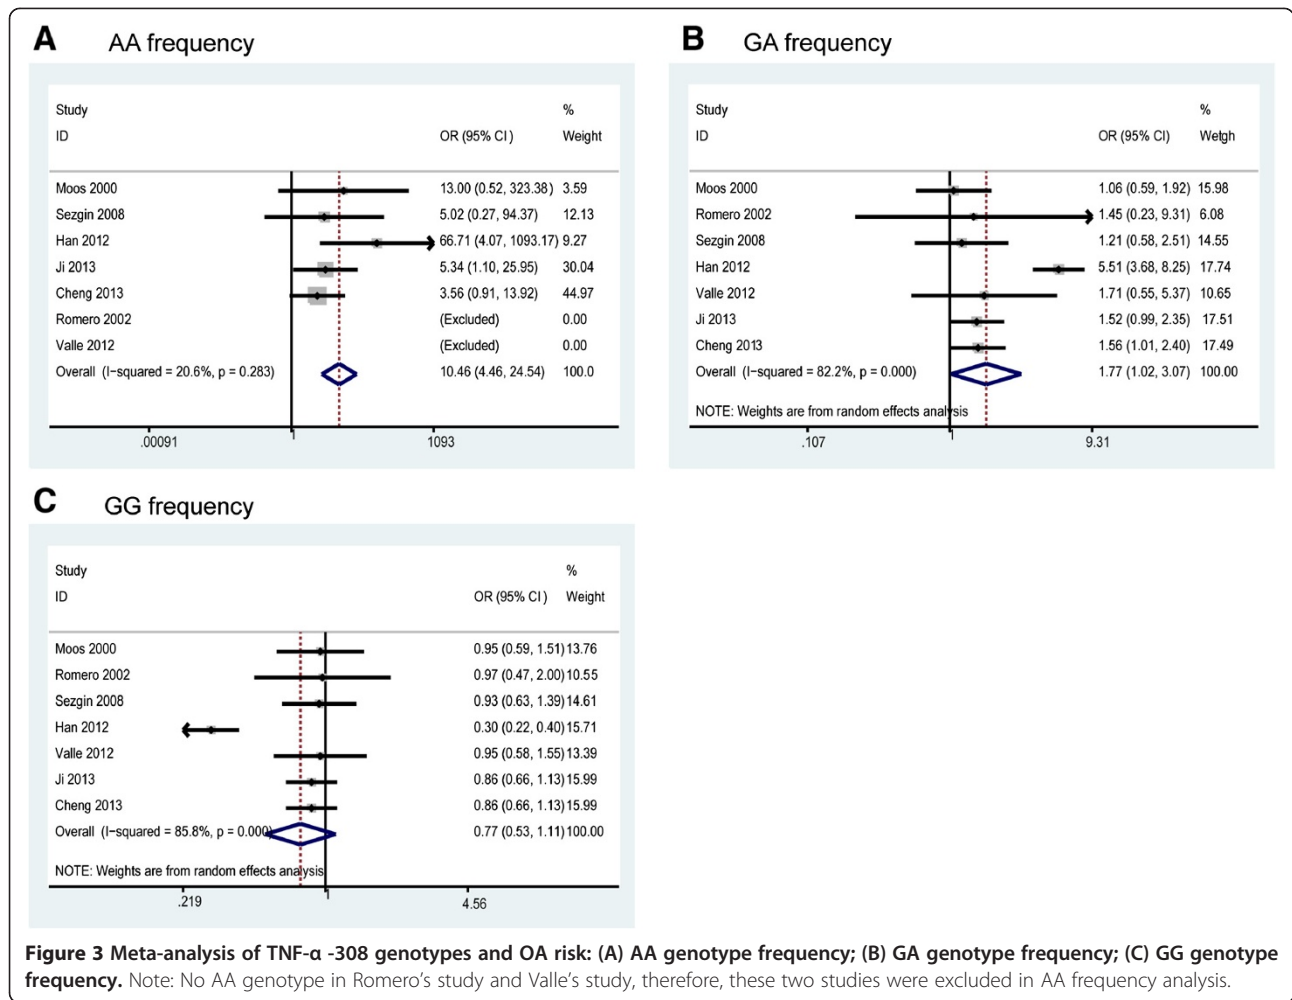 A AA frequency
Study %
ID OR (95% CI ) Weight
Moos 2000 13.00 (0.52, 323.38) 3.59
Sezgin 2008 5.02 (0.27, 94.37) 12.13
Han 2012 66.71 (4.07, 1093.17) 9.27
Ji 2013 5.34 (1.10, 25.95) 30.04
Cheng 2013 3.56 (0.91, 13.92) 44.97
Romero 2002 (Excluded) 0.00
Valle 2012 (Excluded) 0.00
Overall (I−squared = 20.6%, p = 0.283) 10.46 (4.46, 24.54) 100.0
.00091 1 1093
B GA frequency
Study %
ID OR (95% CI) Wetgh
Moos 2000 1.06 (0.59, 1.92) 15.98
Romero 2002 1.45 (0.23, 9.31) 6.08
Sezgin 2008 1.21 (0.58, 2.51) 14.55
Han 2012 5.51 (3.68, 8.25) 17.74
Valle 2012 1.71 (0.55, 5.37) 10.65
Ji 2013 1.52 (0.99, 2.35) 17.51
Cheng 2013 1.56 (1.01, 2.40) 17.49
Overall (I−squared = 82.2%, p = 0.000) 1.77 (1.02, 3.07) 100.00
NOTE: Weights are from random effects analysis
.107 1 9.31
C GG frequency
Study %
ID OR (95% CI ) Weight
Moos 2000 0.95 (0.59, 1.51) 13.76
Romero 2002 0.97 (0.47, 2.00) 10.55
Sezgin 2008 0.93 (0.63, 1.39) 14.61
Han 2012 0.30 (0.22, 0.40) 15.71
Valle 2012 0.95 (0.58, 1.55) 13.39
Ji 2013 0.86 (0.66, 1.13) 15.99
Cheng 2013 0.86 (0.66, 1.13) 15.99
Overall (I−squared = 85.8%, p = 0.000) 0.77 (0.53, 1.11) 100.00
NOTE: Weights are from random effects analysis
.219 1 4.56
Figure 3 Meta-analysis of TNF-α -308 genotypes and OA risk: (A) AA genotype frequency; (B) GA genotype frequency; (C) GG genotype
frequency. Note: No AA genotype in Romero's study and Valle's study, therefore, these two studies were excluded in AA frequency analysis.